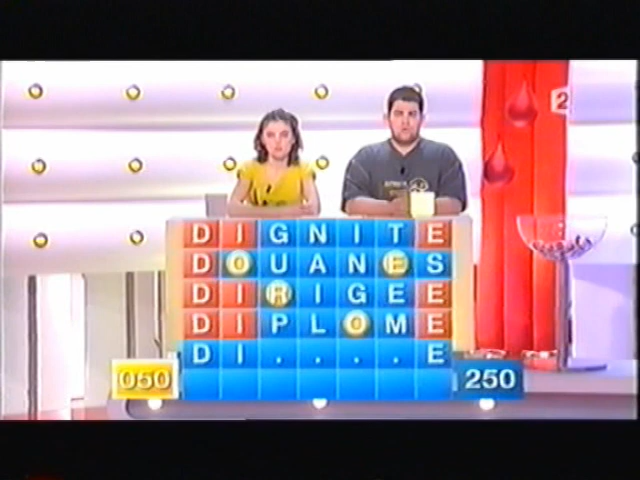 2
DIGNITE
DOUANES
DIRIGEE
DIPLOME
DI....E
050
250